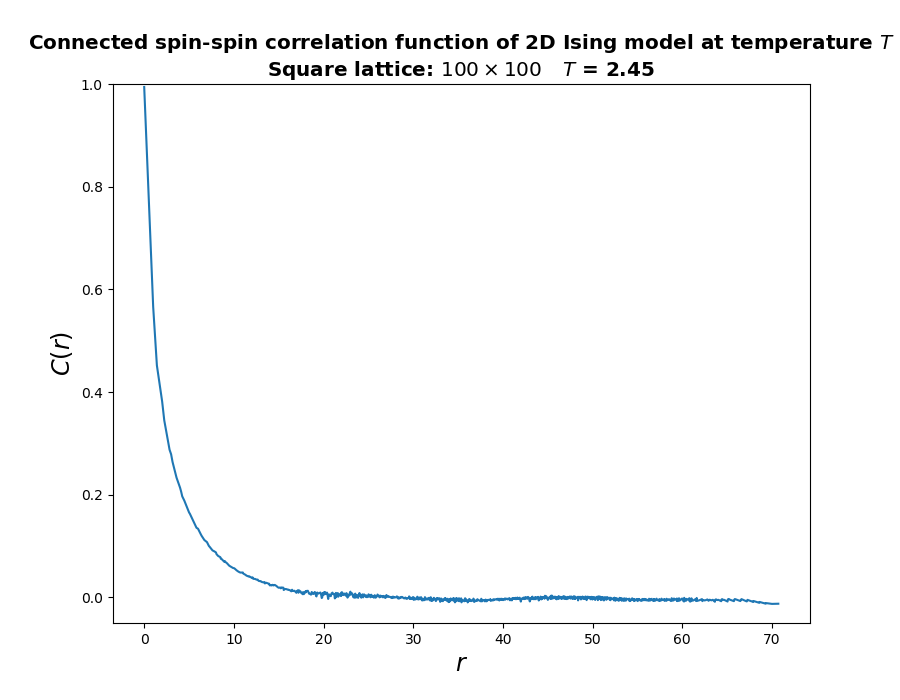 Connected spin-spin correlation function of 2D Ising model at temperature T
Square lattice: 100 × 100 T = 2.45
1.0
0.8
0.6
0.4
0.2
0.0
C(r)
0 10 20 30 40 50 60 70
r